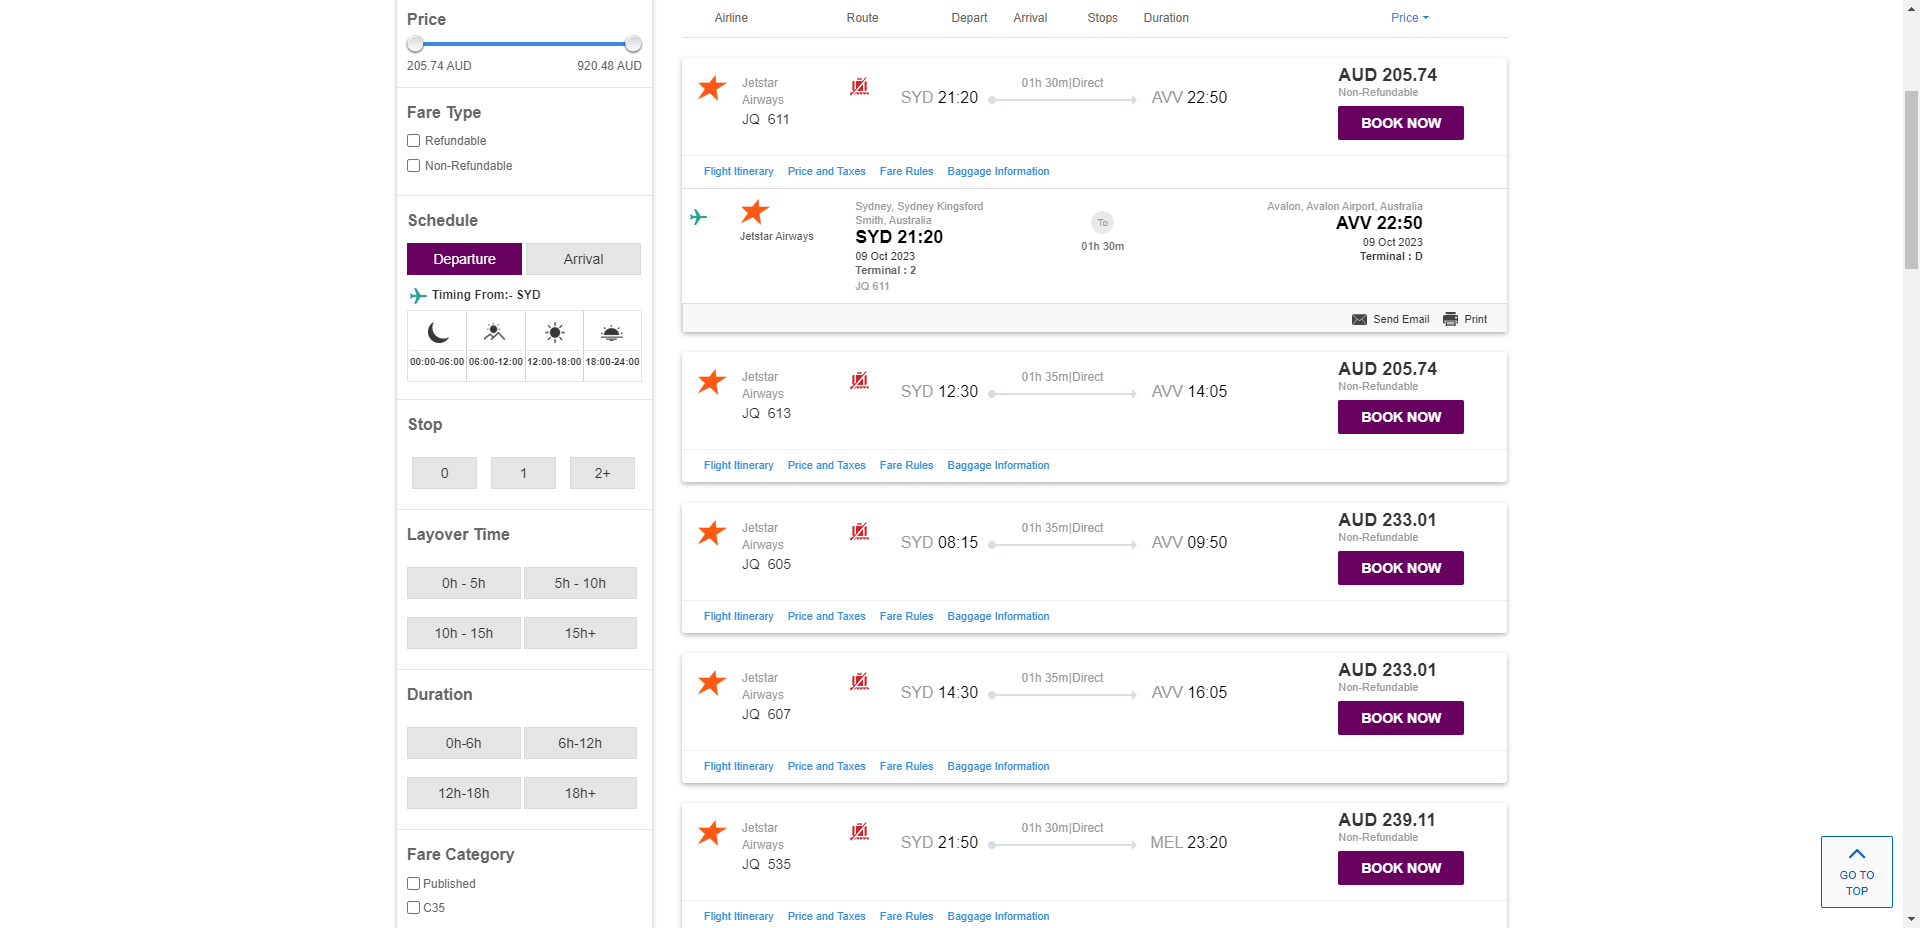 Price
205.74 AUD 920.48 AUD
Fare Type
Refundable
Non-Refundable
Schedule
Departure Arrival
Timing From:- SYD
00:00-06:00 06:00-12:00 12:00-18:00 18:00-24:00
Stop
0 1 2+
Layover Time
0h - 5h 5h - 10h
10h - 15h 15h+
Duration
0h-6h 6h-12h
12h-18h 18h+
Fare Category
Published
C35
Airline Route Depart Arrival Stops Duration Price
Jetstar
Airways
JQ 611
SYD 21:20
01h 30m|Direct
AVV 22:50
AUD 205.74
Non-Refundable
BOOK NOW
Flight Itinerary Price and Taxes Fare Rules Baggage Information
Jetstar Airways
Sydney, Sydney Kingsford
Smith, Australia
SYD 21:20
09 Oct 2023
Terminal : 2
JQ 611
To
01h 30m
Avalon, Avalon Airport, Australia
AVV 22:50
09 Oct 2023
Terminal : D
Send Email Print
Jetstar
Airways
JQ 613
SYD 12:30
01h 35m|Direct
AVV 14:05
AUD 205.74
Non-Refundable
BOOK NOW
Flight Itinerary Price and Taxes Fare Rules Baggage Information
Jetstar
Airways
JQ 605
SYD 08:15
01h 35m|Direct
AVV 09:50
AUD 233.01
Non-Refundable
BOOK NOW
Flight Itinerary Price and Taxes Fare Rules Baggage Information
Jetstar
Airways
JQ 607
SYD 14:30
01h 35m|Direct
AVV 16:05
AUD 233.01
Non-Refundable
BOOK NOW
Flight Itinerary Price and Taxes Fare Rules Baggage Information
Jetstar
Airways
JQ 535
SYD 21:50
01h 30m|Direct
MEL 23:20
AUD 239.11
Non-Refundable
BOOK NOW
Flight Itinerary Price and Taxes Fare Rules Baggage Information
GO TO
TOP